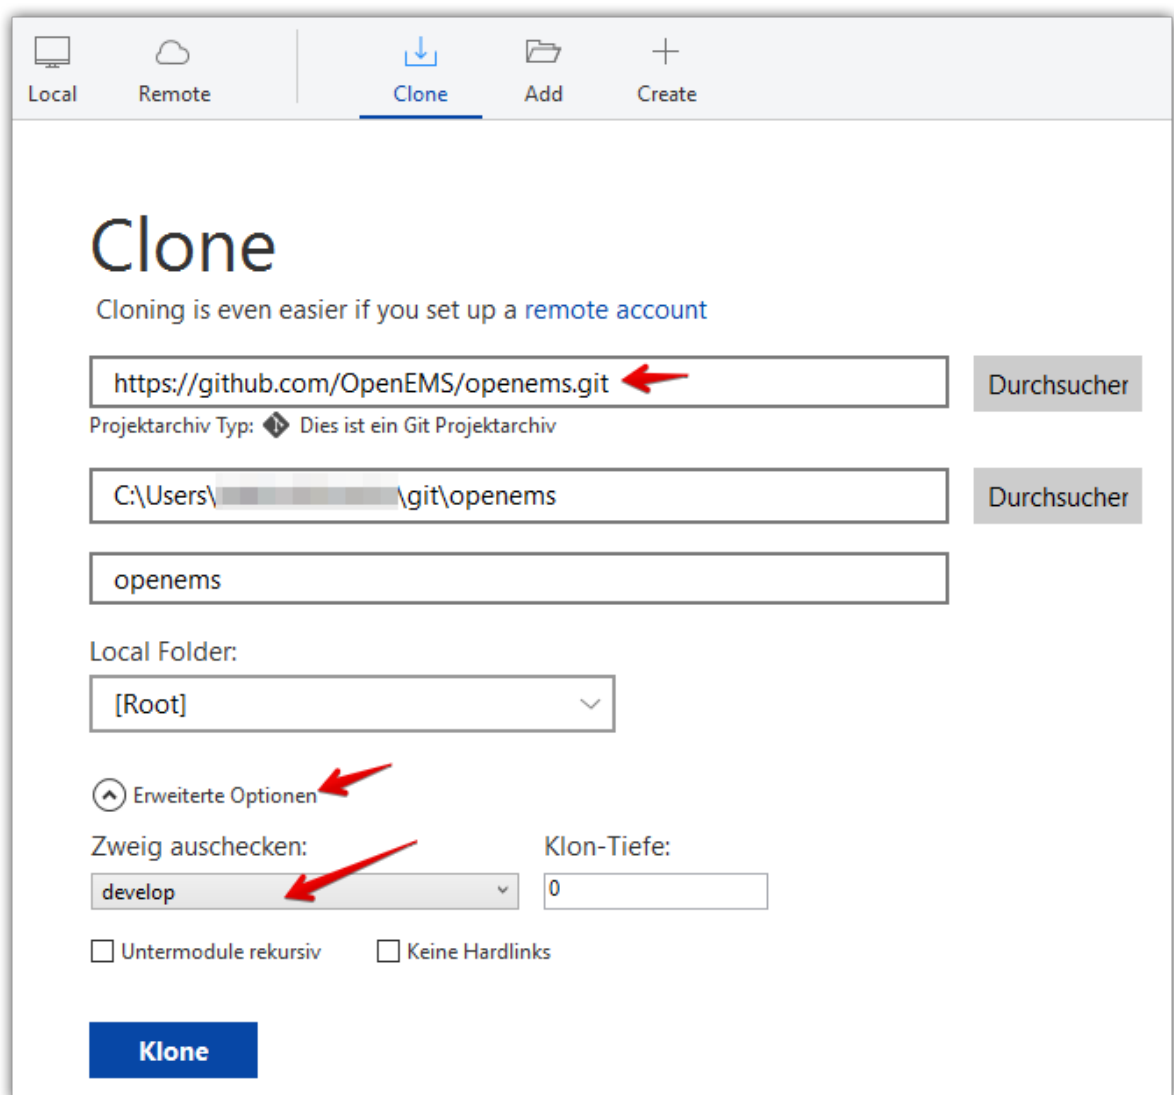 Local Remote Clone Add Create
Clone
Cloning is even easier if you set up a remote account
https://github.com/OpenEMS/openems.git Durchsucher
Projektarchiv Typ: Dies ist ein Git Projektarchiv
C:\Users\ \git\openems Durchsucher
openems
Local Folder:
[Root]
Erweiterte Optionen
Zweig auschecken: Klon-Tiefe:
develop 0
Untermodule rekursiv Keine Hardlinks
Klone